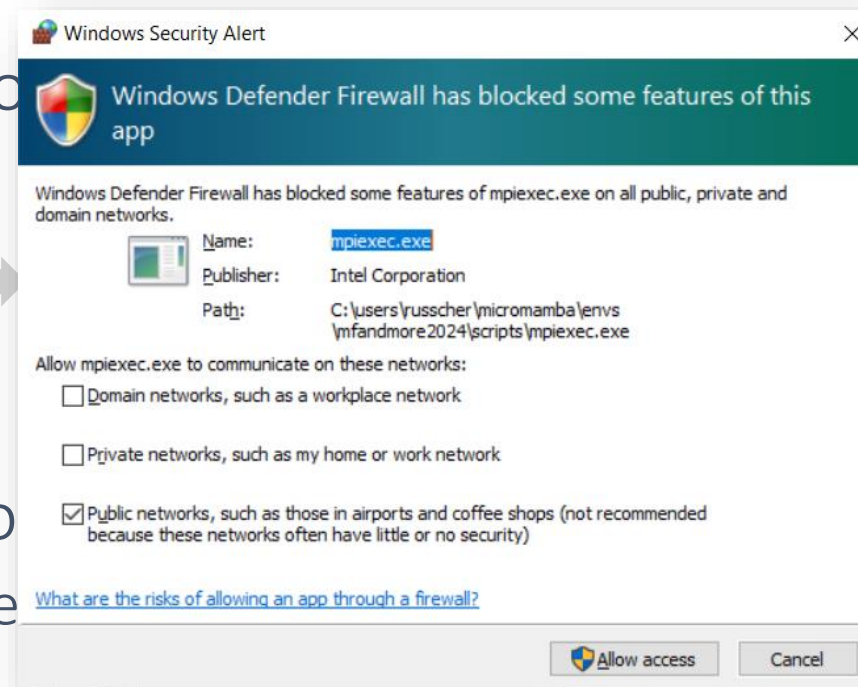 Windows Security Alert
Windows Defender Firewall has blocked some features of this
app
Windows Defender Firewall has blocked some features of mpiexec.exe on all public, private and
domain networks.
Name: mpiexec.exe
Publisher: Intel Corporation
Path: C:\users\russcher\micromamba\envs
\mfandmore2024\scripts\mpiexec.exe
Allow mpiexec.exe to communicate on these networks:
Domain networks, such as a workplace network
Private networks, such as my home or work network
Public networks, such as those in airports and coffee shops (not recommended
because these networks often have little or no security)
What are the risks of allowing an app through a firewall?
Allow access Cancel